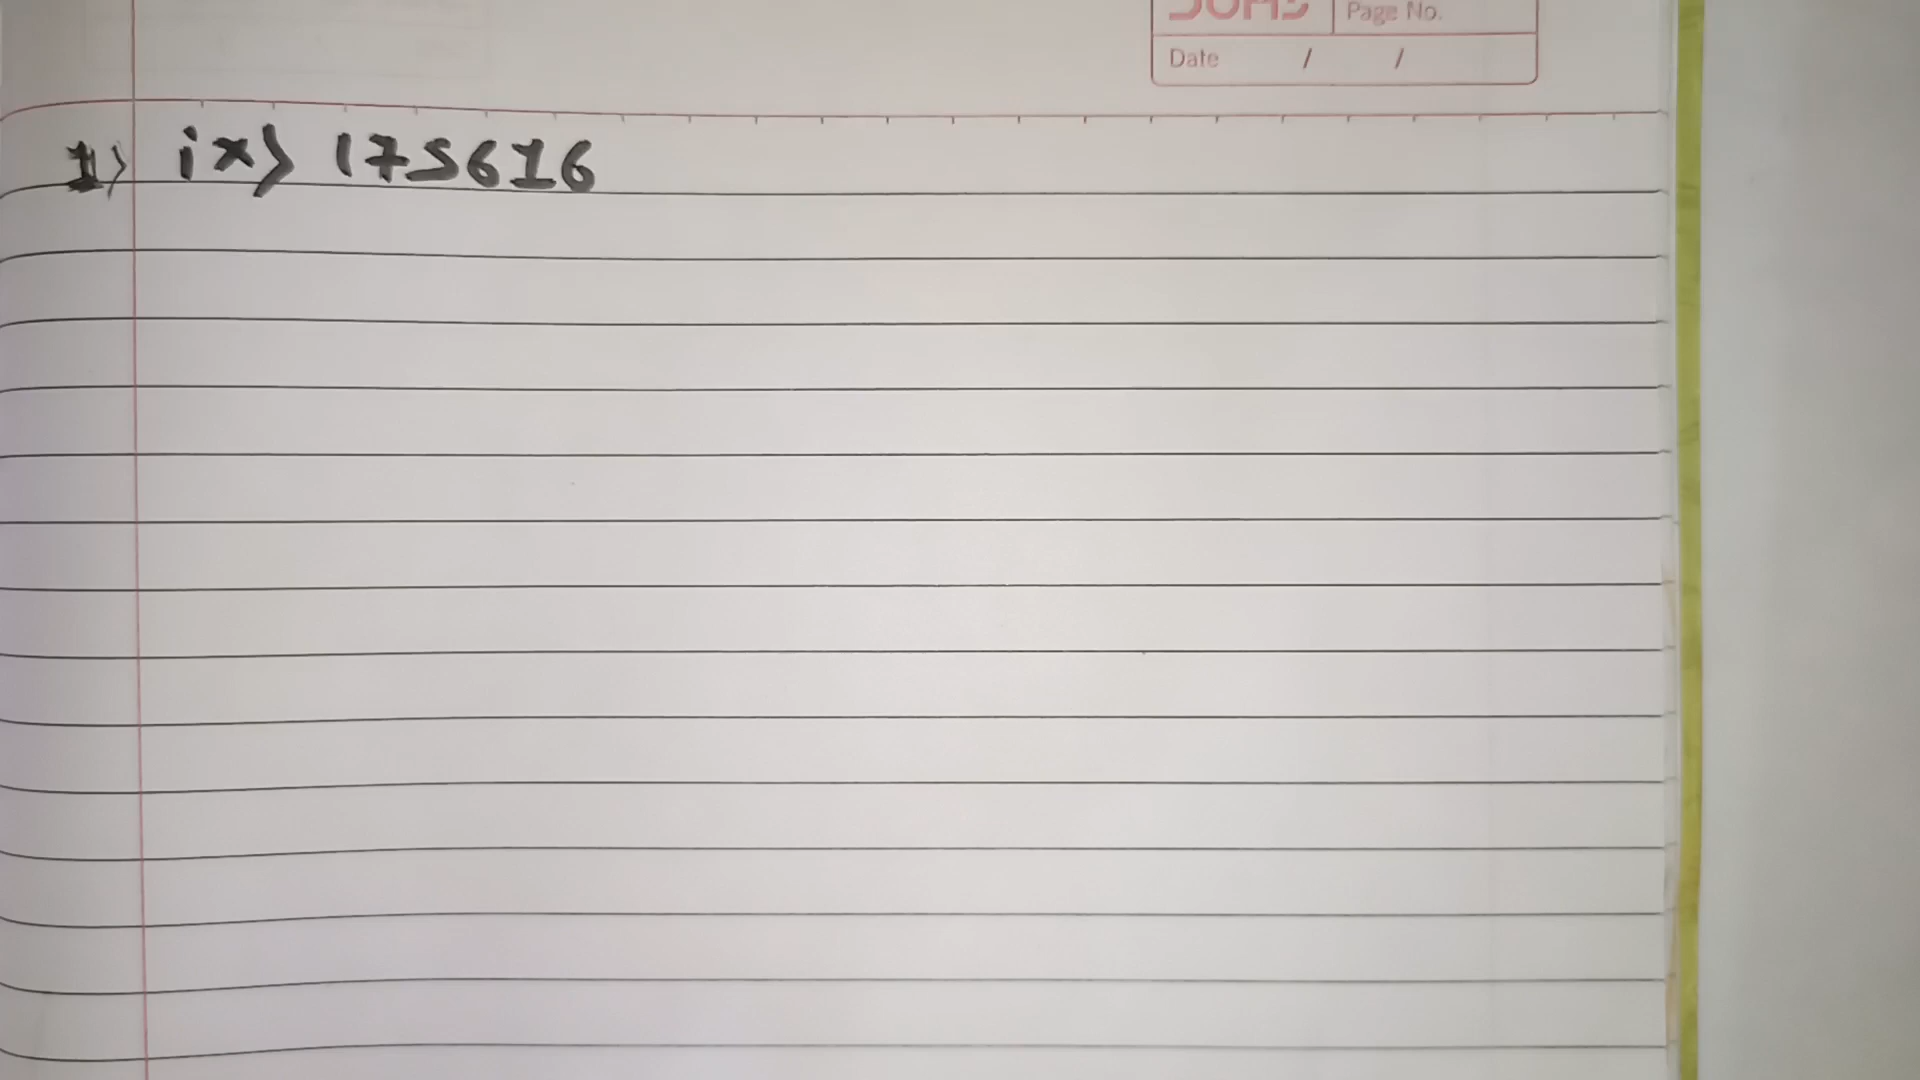 Page No.
Date / /
1) ix) 175616